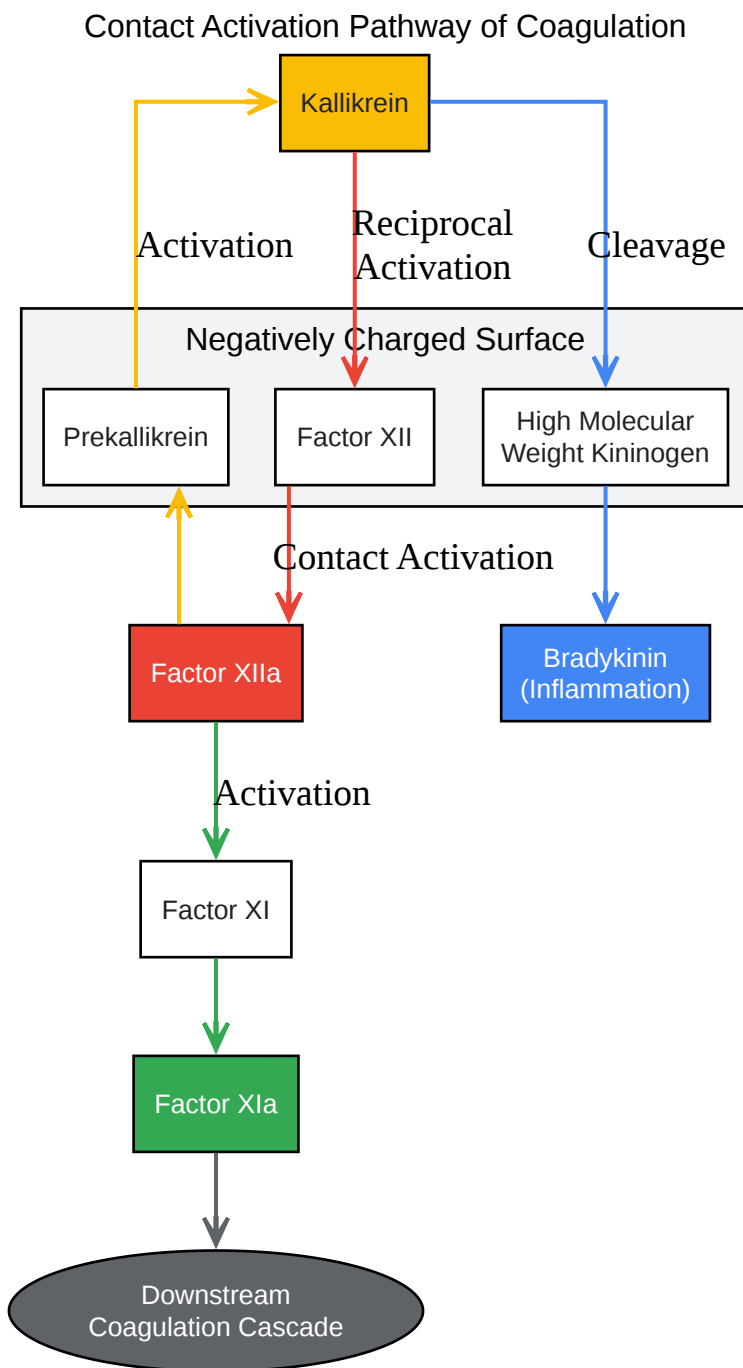 Contact Activation Pathway of Coagulation
Kallikrein
Activation
Reciprocal
Activation
Cleavage
Negatively Charged Surface
Prekallikrein
Factor XII
High Molecular
Weight Kininogen
Contact Activation
Factor XIIa
Bradykinin
(Inflammation)
Activation
Factor XI
Factor XIa
Downstream
Coagulation Cascade